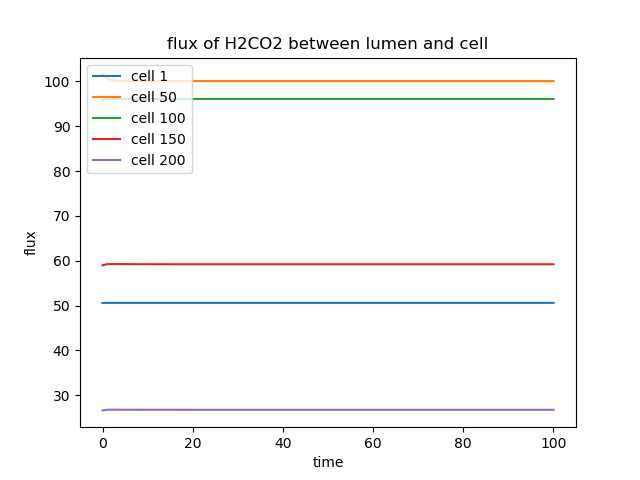 flux of H2CO2 between lumen and cell
cell 1
cell 50
cell 100
cell 150
cell 200
100
90
80
70
60
50
40
30
flux
0 20 40 60 80 100
time